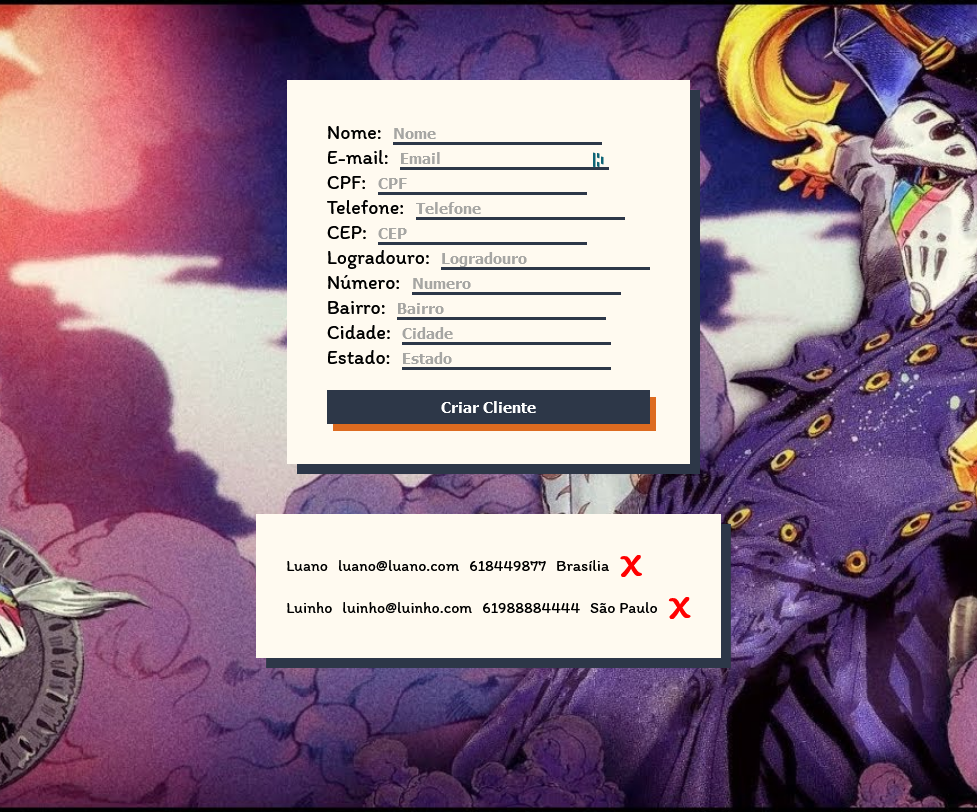 Nome: Nome
E-mail: Email
CPF: CPF
Telefone: Telefone
CEP: CEP
Logradouro: Logradouro
Número: Numero
Bairro: Bairro
Cidade: Cidade
Estado: Estado
Criar Cliente
Luano luano@luano.com 618449877 Brasília X
Luinho luinho@luinho.com 61988884444 São Paulo X